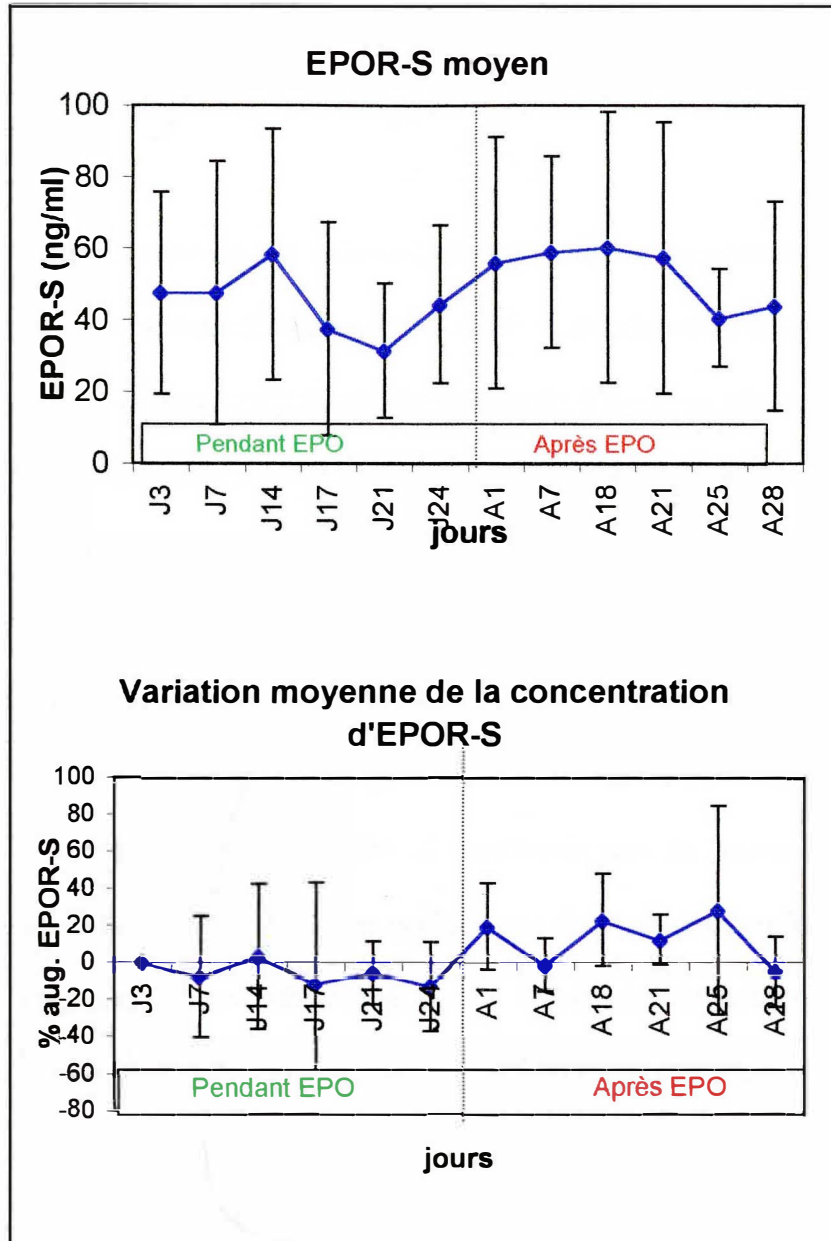 EPOR-S moyen
EPOR-S (ng/ml)
100
80
60
40
20
0
Pendant EPO
Après EPO
J3
J7
J14
J17
J21
J24
A1
A7
A18
A21
A25
A28
jours
Variation moyenne de la concentration
d'EPOR-S
% aug. EPOR-S
100
80
60
40
20
0
-20
-40
-60
-80
J3
J7
J14
J17
J21
J24
A1
A7
A18
A21
A25
A28
Pendant EPO
Après EPO
jours